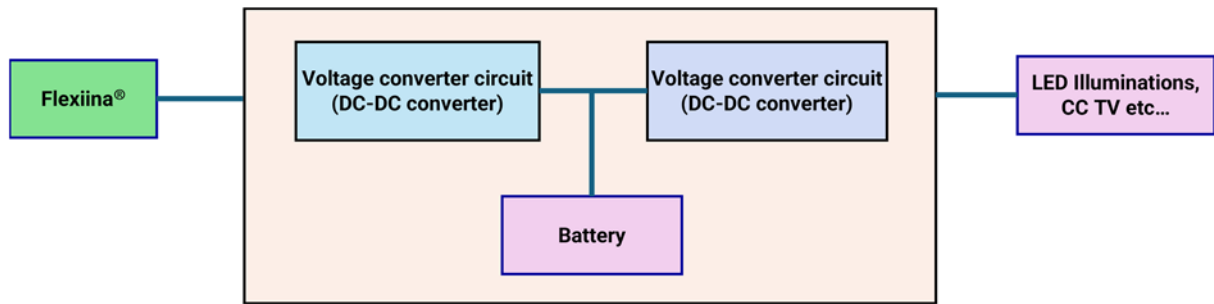 Flexiina®
Voltage converter circuit
(DC-DC converter)
Voltage converter circuit
(DC-DC converter)
LED Illuminations,
CC TV etc...
Battery